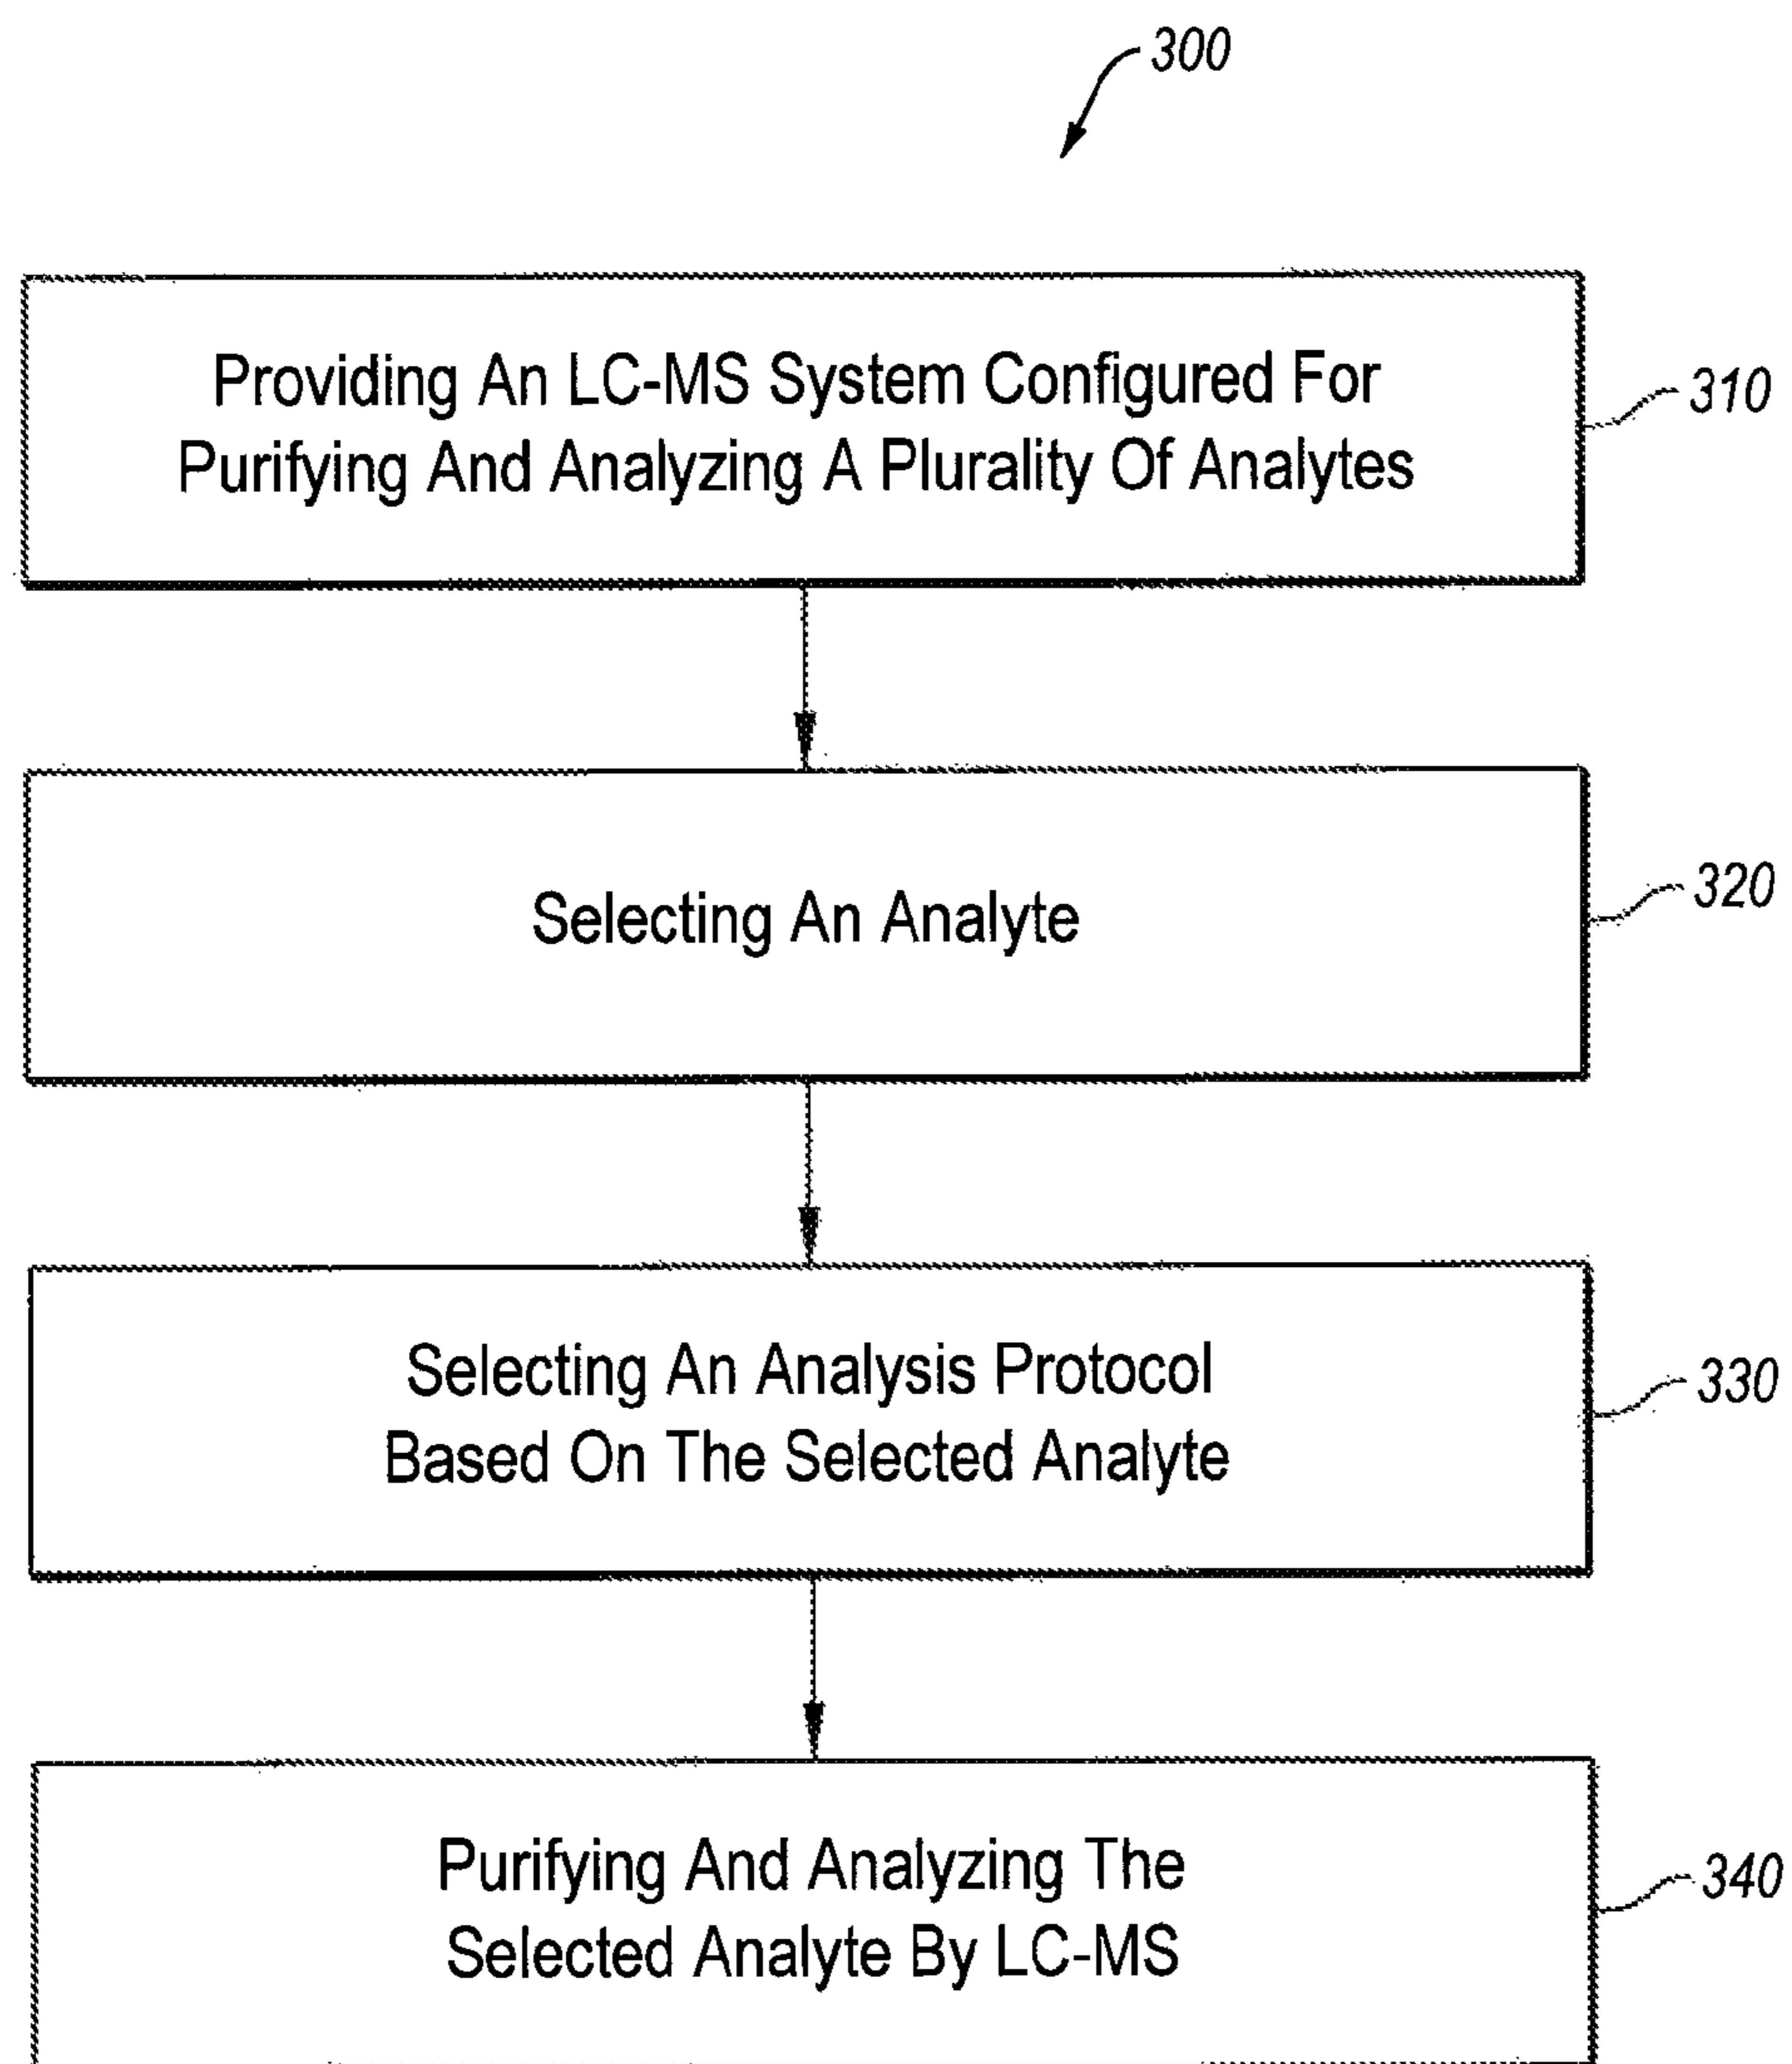 300
Providing An LC-MS System Configured For
Purifying And Analyzing A Plurality Of Analytes
310
Selecting An Analyte
320
Selecting An Analysis Protocol
Based On The Selected Analyte
330
Purifying And Analyzing The
Selected Analyte By LC-MS
340